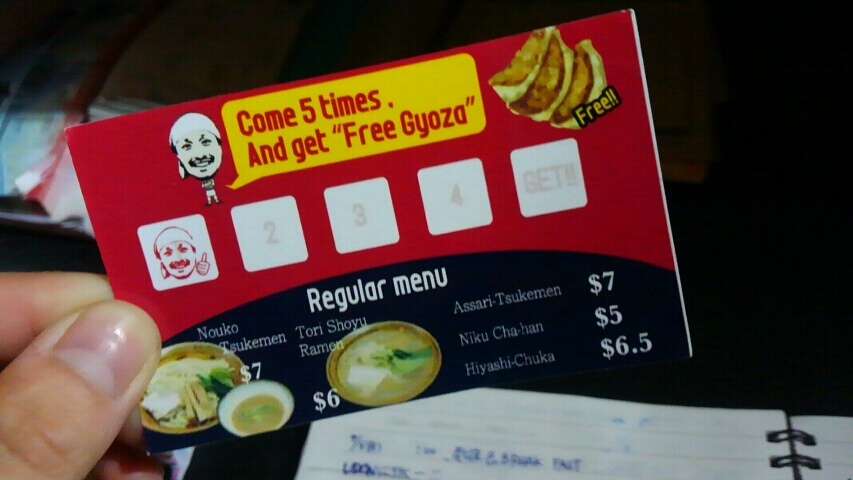 Come 5 times,
And get "Free Gyoza"
Free!!
2
3
4
GET!!
Regular menu
Nouko
Tsukemen
$7
Tori Shoyu
Ramen
$6
Assari-Tsukemen $7
Niku Cha-han $5
Hiyashi-Chuka $6.5